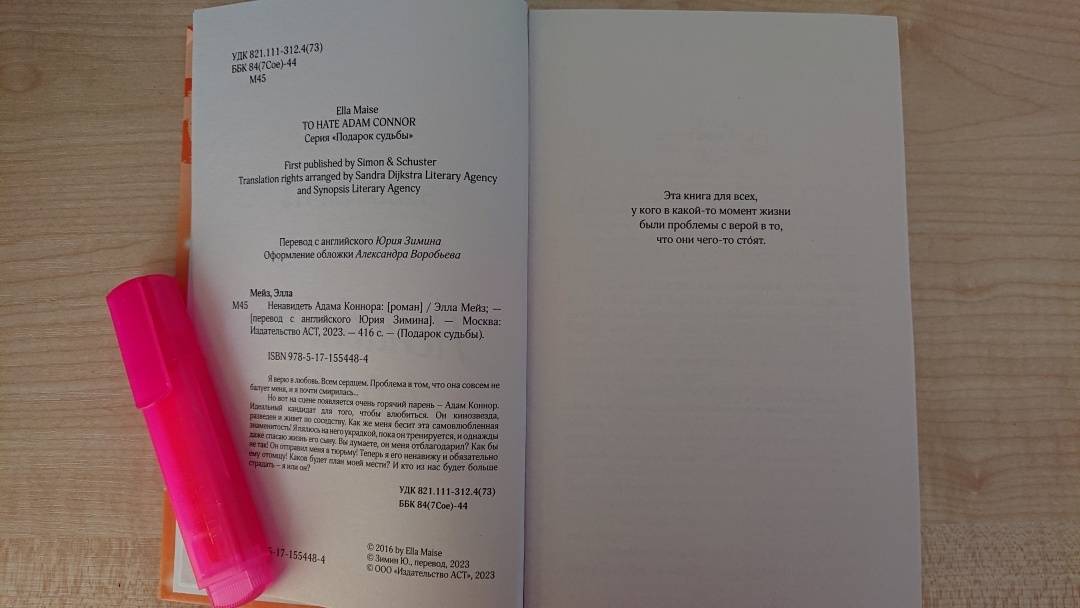 УДК 821.111-312.4(73)
ББК 84(7Сое)-44
М45
Ella Maise
TO HATE ADAM CONNOR
Серия «Подарок судьбы»
First published by Simon & Schuster
Translation rights arranged by Sandra Dijkstra Literary Agency
and Synopsis Literary Agency
Перевод с английского Юрия Зимина
Оформление обложки Александра Воробьева
Мейз, Элла
М45 Ненавидеть Адама Коннора: [роман] / Элла Мейз; —
[перевод с английского Юрия Зимина]. — Москва:
Издательство АСТ, 2023. — 416 с. — (Подарок судьбы).
ISBN 978-5-17-155448-4
Я верю в любовь. Всем сердцем. Проблема в том, что она совсем не
балует меня, и я почти смирилась...
Но вот на сцене появляется очень горячий парень – Адам Коннор.
Идеальный кандидат для того, чтобы влюбиться. Он кинозвезда,
разведен и живет по соседству. Как же меня бесит эта самовлюбленная
знаменитость! Я пялюсь на него украдкой, пока он тренируется, и однажды
даже спасаю жизнь его сыну. Вы думаете, он меня отблагодарил? Как бы
не так! Он отправил меня в тюрьму! Теперь я его ненавижу и обязательно
ему отомщу! Каков будет план моей мести? И кто из нас будет больше
страдать – я или он?
УДК 821.111-312.4(73)
ББК 84(7Сое)-44
5-17-155448-4
© 2016 by Ella Maise
© Зимин Ю., перевод, 2023
© ООО «Издательство АСТ», 2023
Эта книга для всех,
у кого в какой-то момент жизни
были проблемы с верой в то,
что они чего-то сто́ят.